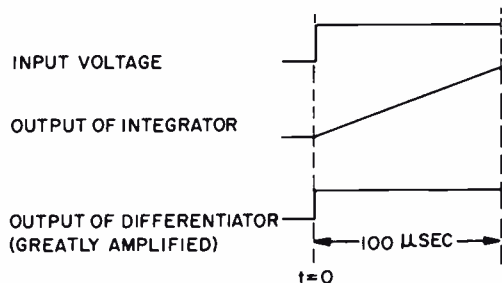 INPUT VOLTAGE
OUTPUT OF INTEGRATOR
OUTPUT OF DIFFERENTIATOR
(GREATLY AMPLIFIED)
100 μSEC
t=0